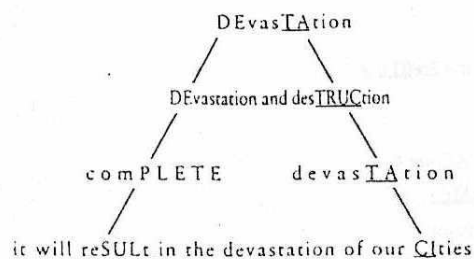 DEvasTAtion
DEvastation and desTRUCtion
comPLETE devasTAtion
it will reSULt in the devastation of our CIties